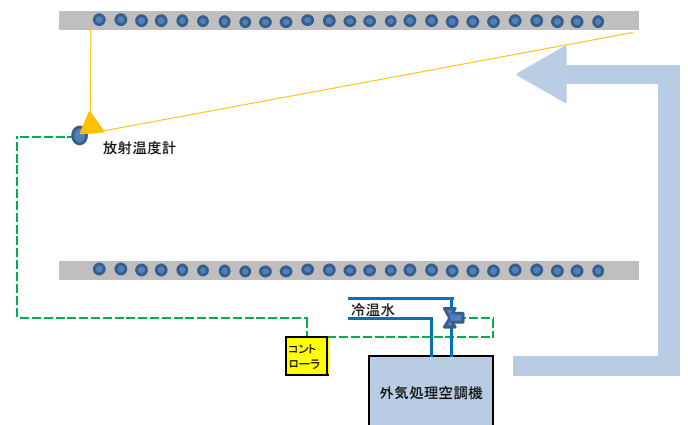 放射温度計
冷温水
コント
ローラ
外気処理空調機